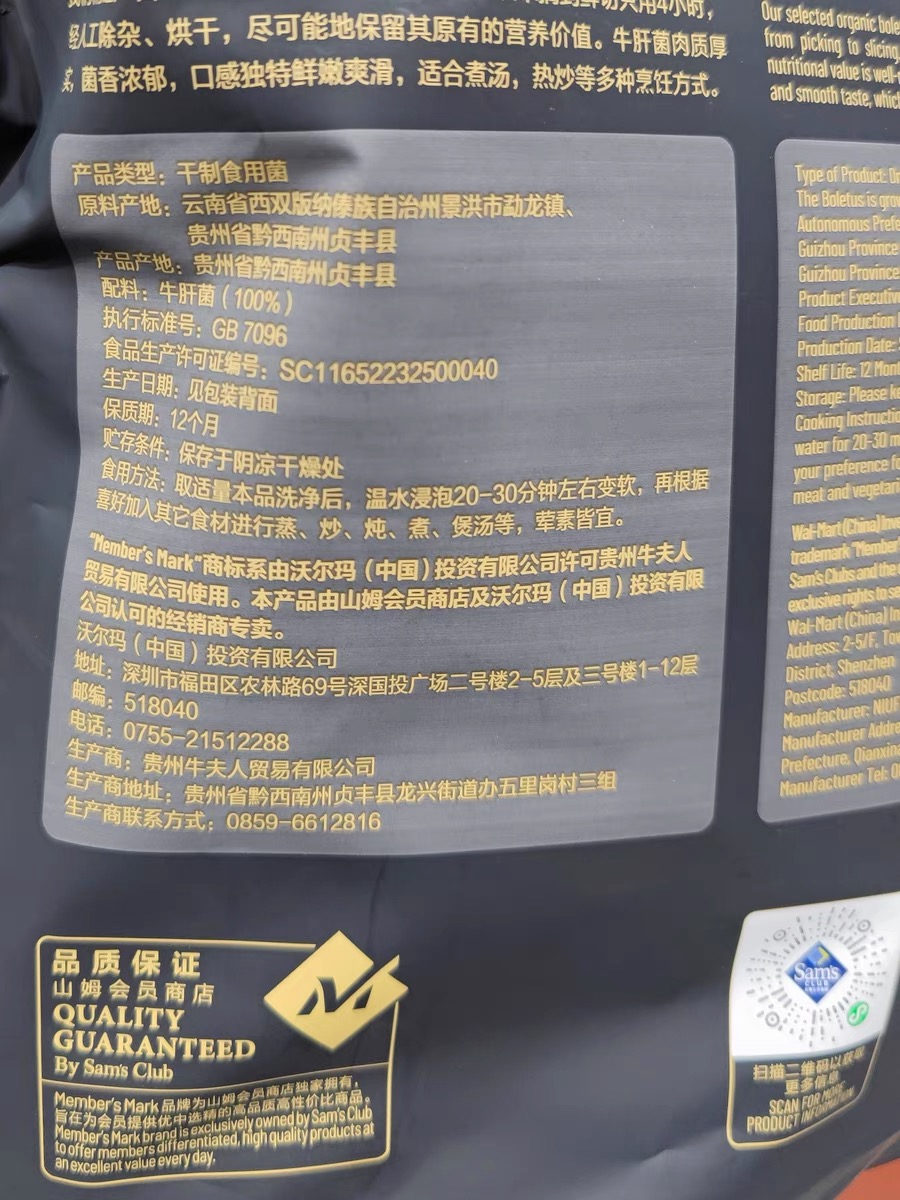 经人工除杂、烘干，尽可能地保留其原有的营养价值。牛肝菌肉质厚
实，菌香浓郁，口感独特鲜嫩爽滑，适合煮汤，热炒等多种烹饪方式。
产品类型：干制食用菌
原料产地：云南省西双版纳傣族自治州景洪市勐龙镇、
贵州省黔西南州贞丰县
产品产地：贵州省黔西南州贞丰县
配料：牛肝菌（100%）
执行标准号：GB 7096
食品生产许可证编号：SC11652232500040
生产日期：见包装背面
保质期：12个月
贮存条件：保存于阴凉干燥处
食用方法：取适量本品洗净后，温水浸泡20-30分钟左右变软，再根据
喜好加入其它食材进行蒸、炒、炖、煮、煲汤等，荤素皆宜。
"Member's Mark"商标系由沃尔玛（中国）投资有限公司许可贵州牛夫人
贸易有限公司使用。本产品由山姆会员商店及沃尔玛（中国）投资有限
公司认可的经销商专卖。
沃尔玛（中国）投资有限公司
地址：深圳市福田区农林路69号深国投广场二号楼2-5层及三号楼1-12层
邮编：518040
电话：0755-21512288
生产商：贵州牛夫人贸易有限公司
生产商地址：贵州省黔西南州贞丰县龙兴街道办五里岗村三组
生产商联系方式：0859-6612816
Our selected organic
from picking to slicing,
nutritional value is
and smooth taste,
Type of Product:
The Boletus is
Autonomous
Guizhou Province
Guizhou Province
Product
Food Production
Production Date:
Shelf Life: 12
Storage: Please
Cooking
water for 20-30
your preference
meat and
Wal-Mart (China)
trademark "Member
Sam's Clubs and the
exclusive rights to
Wal-Mart (China)
Address: 2-5/F,
District, Shenzhen
Postcode: 518040
Manufacturer:
Manufacturer
Prefecture,
Manufacturer Tel:
品质保证
山姆会员商店
QUALITY
GUARANTEED
By Sam's Club
M
Member's Mark 品牌为山姆会员商店独家拥有，
旨在为会员提供优中选精的高品质高性价比商品。
Member's Mark brand is exclusively owned by Sam's Club
to offer members differentiated, high quality products at
an excellent value every day.
Sam's
CLUB
扫描二维码以获取
更多信息
SCAN FOR MORE
PRODUCT INFORMATION